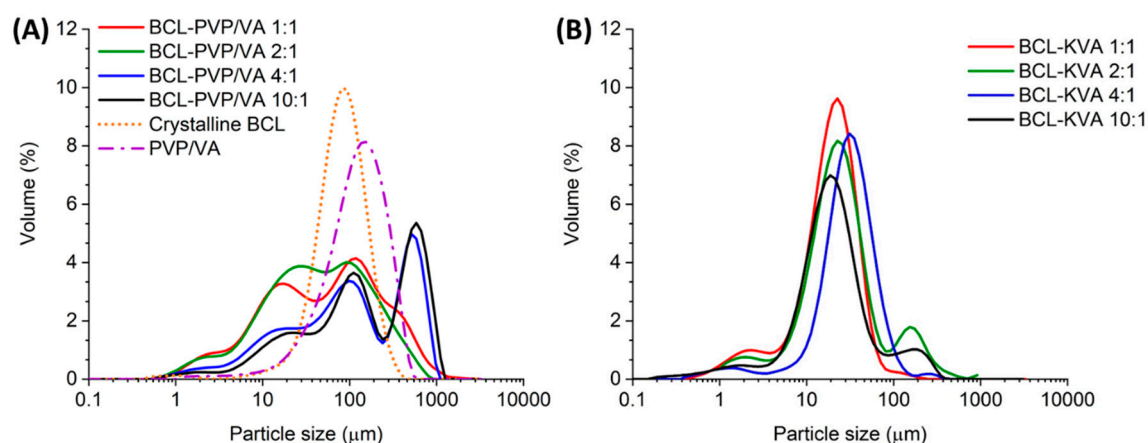 (A)
12
10
8
6
4
2
0
Volume (%)
BCL-PVP/VA 1:1
BCL-PVP/VA 2:1
BCL-PVP/VA 4:1
BCL-PVP/VA 10:1
Crystalline BCL
PVP/VA
0.1 1 10 100 1000 10000
Particle size (μm)
(B)
12
10
8
6
4
2
0
Volume (%)
BCL-KVA 1:1
BCL-KVA 2:1
BCL-KVA 4:1
BCL-KVA 10:1
0.1 1 10 100 1000 10000
Particle size (μm)